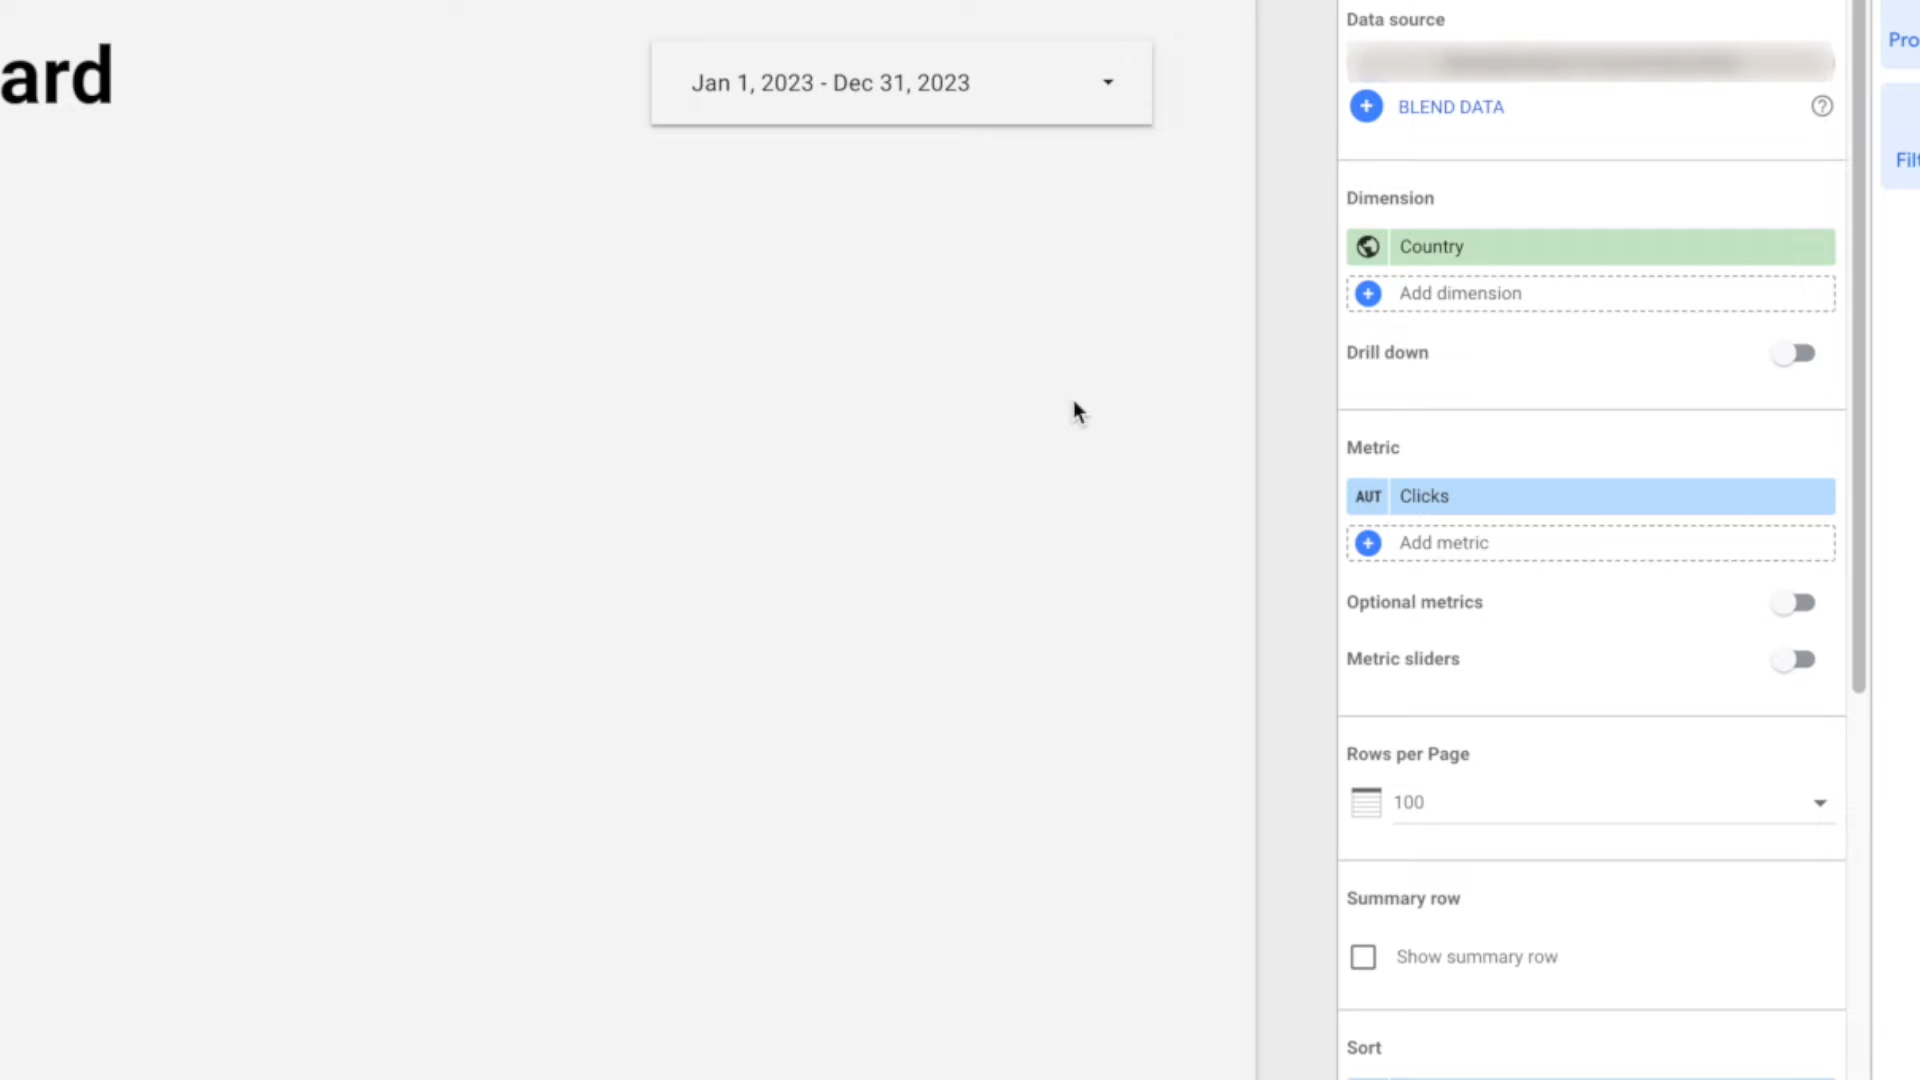 ard
Jan 1, 2023 - Dec 31, 2023
Data source
BLEND DATA
Dimension
Country
Add dimension
Drill down
Metric
AUT Clicks
Add metric
Optional metrics
Metric sliders
Rows per Page
100
Summary row
Show summary row
Sort
Pro
Filt